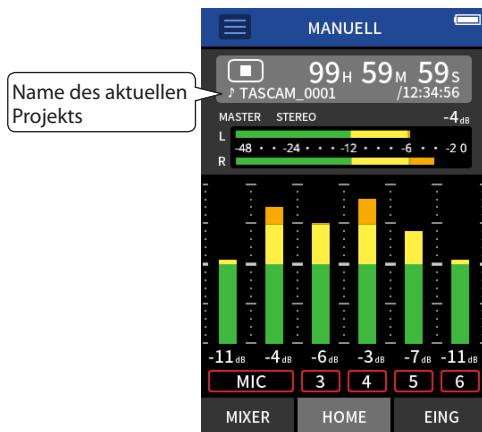 MANUELL
Name des aktuellen
Projekts
99H 59M 59S
♪ TASCAM_0001 /12:34:56
MASTER STEREO -4dB
L
-48 · · -24 · · · · -12 · · · · -6 · · -2 0
R
-11dB -4dB -6dB -3dB -7dB -11dB
MIC 3 4 5 6
MIXER HOME EING